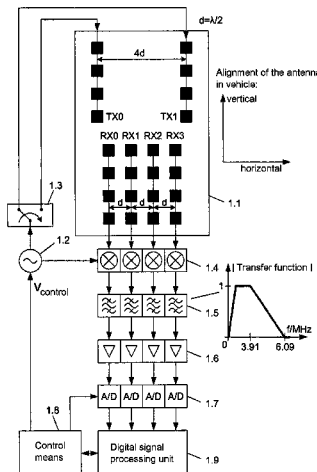 d=λ/2
4d
Alignment of the antenna
in vehicle:
vertical
horizontal
TX0
TX1
RX0 RX1 RX2 RX3
d d d
1.1
1.3
1.2
1.4
V control
| Transfer function |
1
1.5
f/MHz
0 3.91 6.09
1.6
A/D A/D A/D A/D
1.7
1.8
Control
means
Digital signal
processing unit
1.9